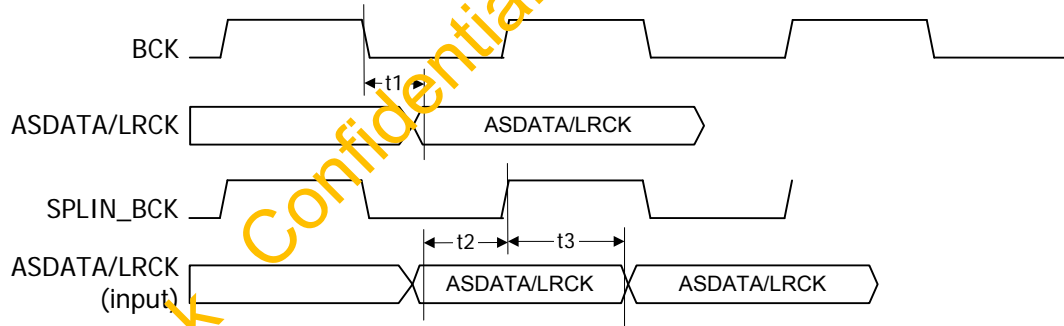 BCK
t1
ASDATA/LRCK
ASDATA/LRCK
SPLIN_BCK
t2
t3
ASDATA/LRCK
(input)
ASDATA/LRCK
ASDATA/LRCK
k Confidential